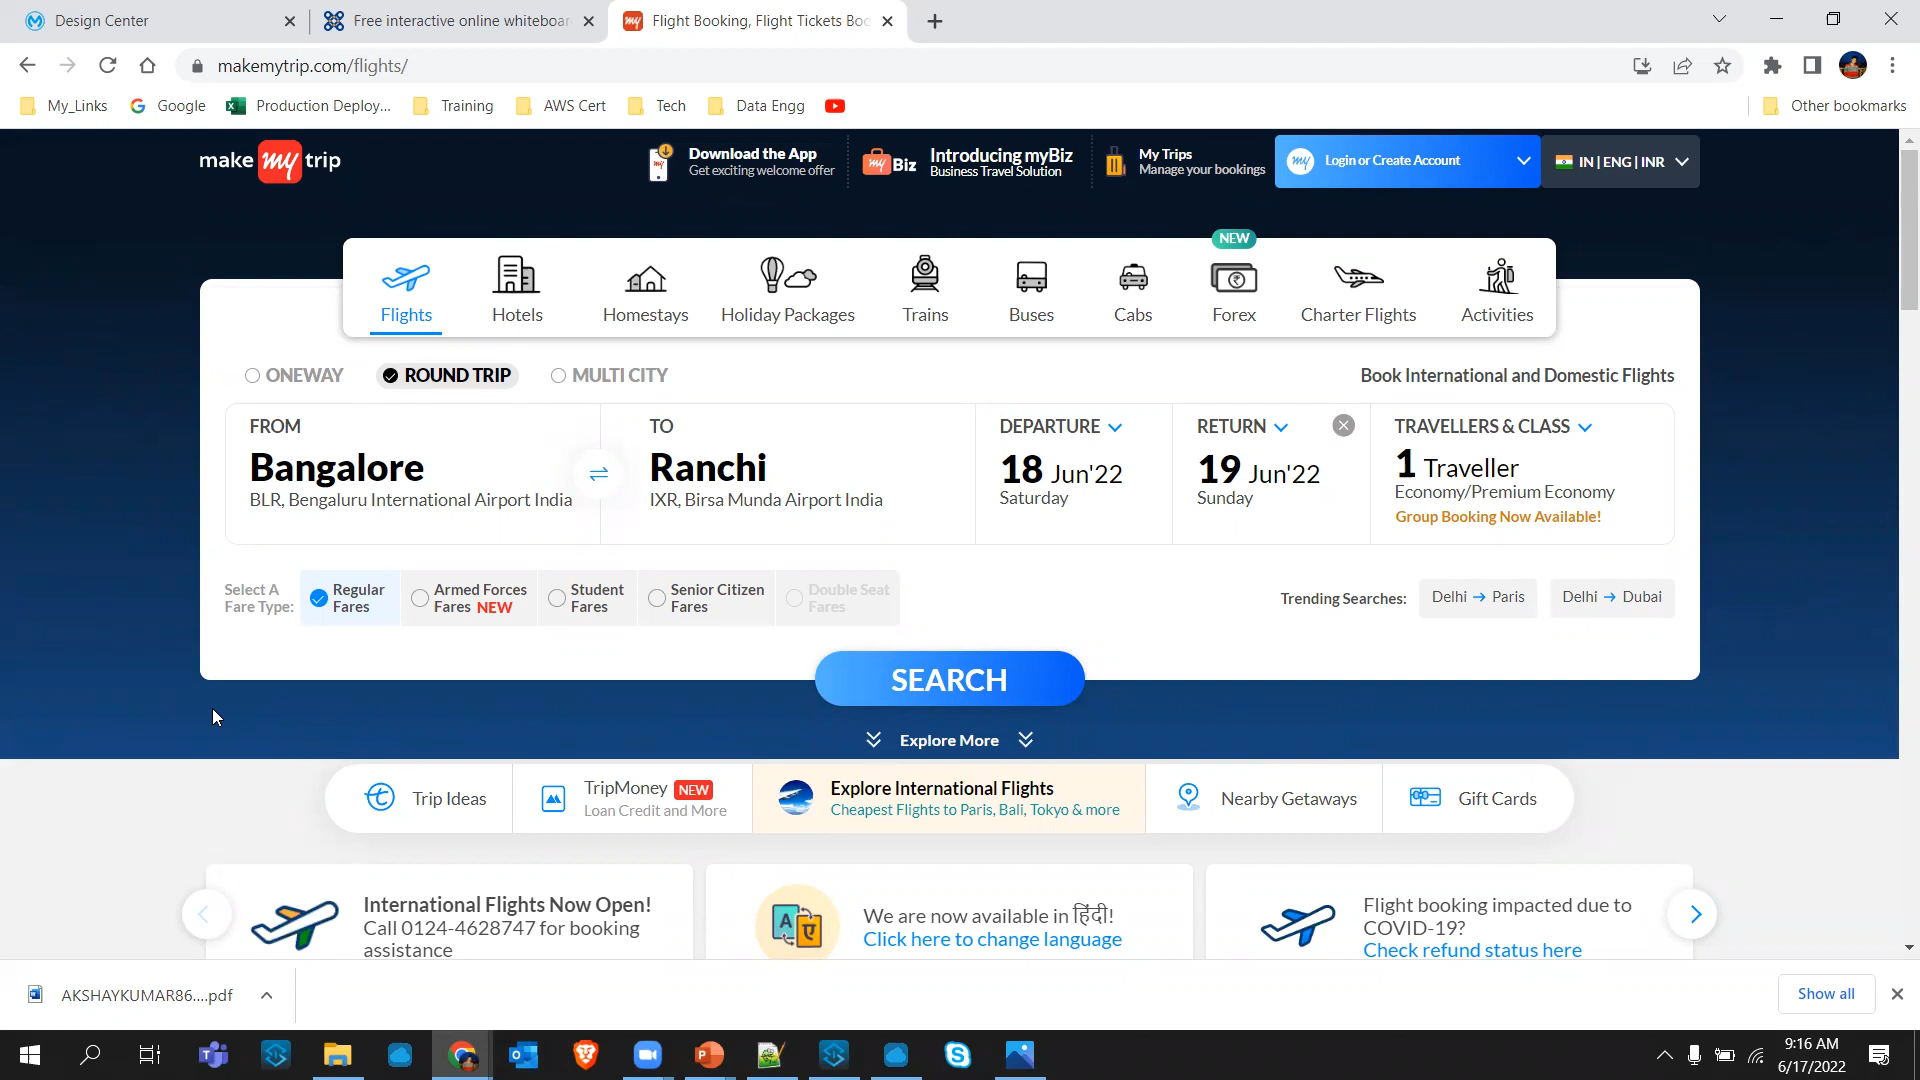 Design Center
Free interactive online whiteboar
Flight Booking, Flight Tickets Boo
makemytrip.com/flights/
My_Links
Google
Production Deploy...
Training
AWS Cert
Tech
Data Engg
Other bookmarks
make my trip
Download the App
Get exciting welcome offer
my Biz
Introducing myBiz
Business Travel Solution
My Trips
Manage your bookings
my
Login or Create Account
IN | ENG | INR
NEW
Flights
Hotels
Homestays
Holiday Packages
Trains
Buses
Cabs
Forex
Charter Flights
Activities
ONEWAY
ROUND TRIP
MULTI CITY
Book International and Domestic Flights
FROM
Bangalore
BLR, Bengaluru International Airport India
TO
Ranchi
IXR, Birsa Munda Airport India
DEPARTURE
18 Jun'22
Saturday
RETURN
19 Jun'22
Sunday
TRAVELLERS & CLASS
1 Traveller
Economy/Premium Economy
Group Booking Now Available!
Select A
Fare Type:
Regular
Fares
Armed Forces
Fares NEW
Student
Fares
Senior Citizen
Fares
Double Seat
Fares
Trending Searches:
Delhi → Paris
Delhi → Dubai
SEARCH
Explore More
Trip Ideas
TripMoney NEW
Loan Credit and More
Explore International Flights
Cheapest Flights to Paris, Bali, Tokyo & more
Nearby Getaways
Gift Cards
International Flights Now Open!
Call 0124-4628747 for booking
assistance
We are now available in हिंदी!
Click here to change language
Flight booking impacted due to
COVID-19?
Check refund status here
AKSHAYKUMAR86....pdf
Show all
9:16 AM
6/17/2022